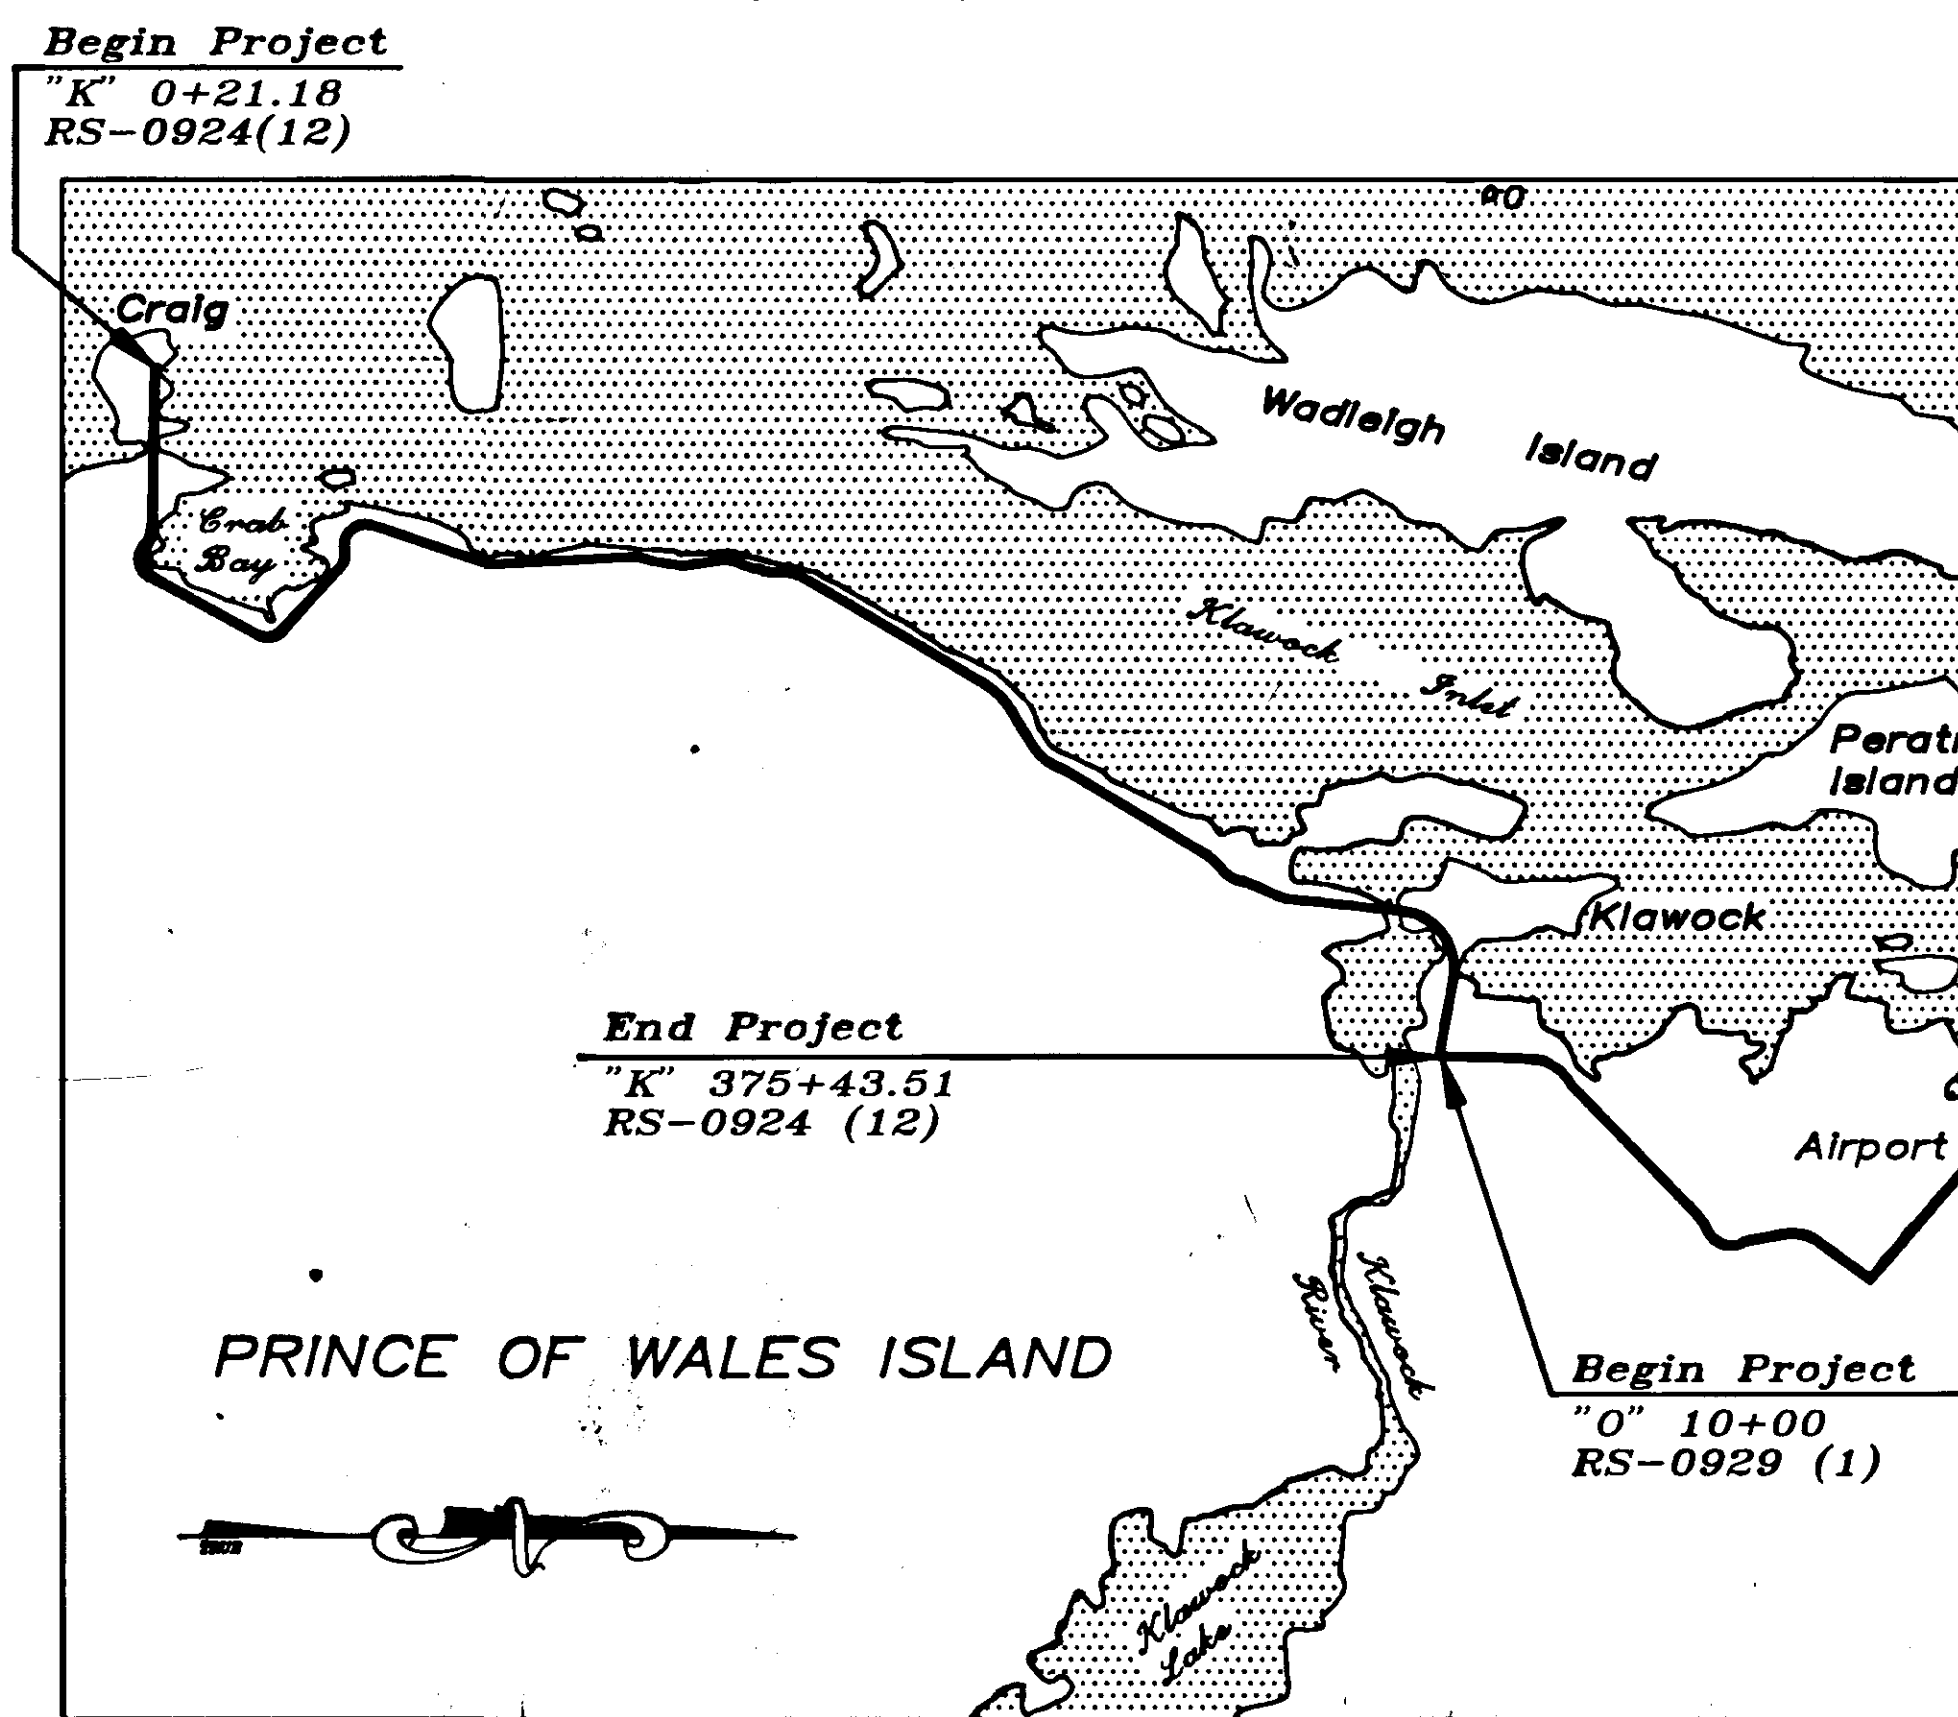 Begin Project
"K" 0+21.18
RS-0924(12)
Craig
Wadleigh Island
Crab
Bay
Klawock
Inlet
Island
Klawock
End Project
"K" 375+43.51
RS-0924 (12)
Airport
Klawock
River
PRINCE OF WALES ISLAND
Begin Project
"O" 10+00
RS-0929 (1)
Klawock
Lake